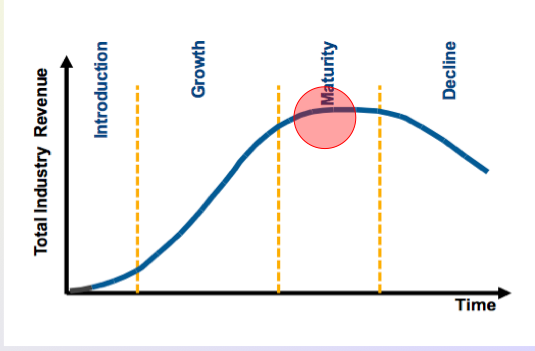 Introduction
Growth
Maturity
Decline
Total Industry Revenue
Time